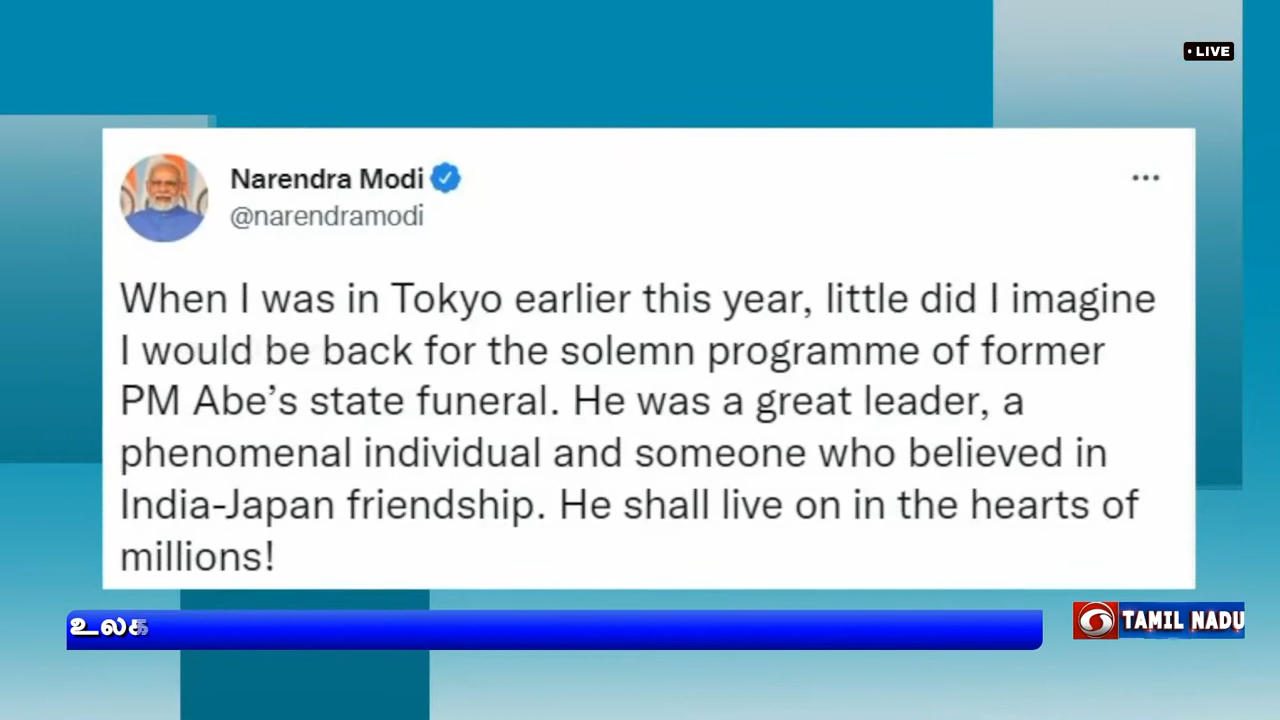 • LIVE
Narendra Modi
@narendramodi
When I was in Tokyo earlier this year, little did I imagine
I would be back for the solemn programme of former
PM Abe’s state funeral. He was a great leader, a
phenomenal individual and someone who believed in
India-Japan friendship. He shall live on in the hearts of
millions!
உலக
TAMIL NADU